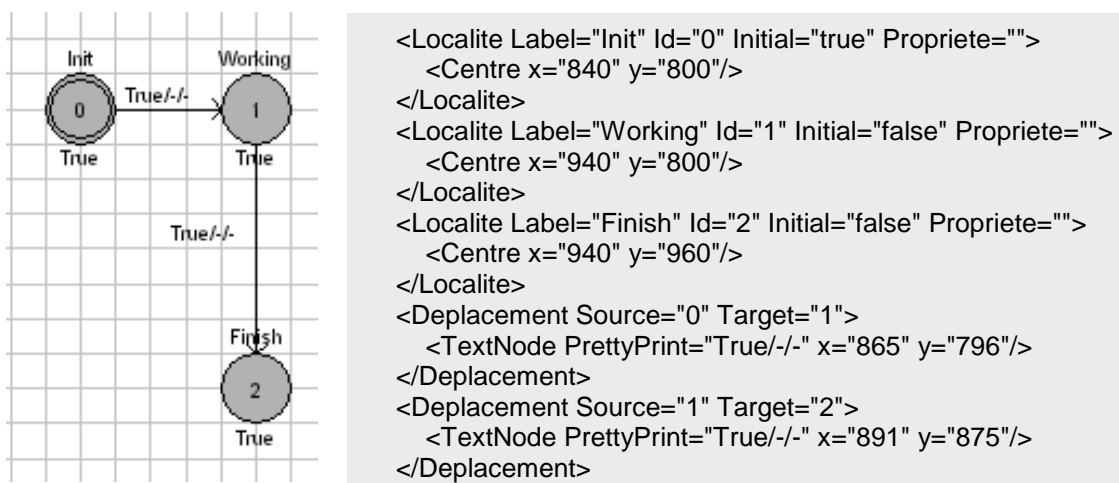 Init
Working
0
True/-/-
1
True
True
True/-/-
Finish
2
True
<Localite Label="Init" Id="0" Initial="true" Propriete="">
<Centre x="840" y="800"/>
</Localite>
<Localite Label="Working" Id="1" Initial="false" Propriete="">
<Centre x="940" y="800"/>
</Localite>
<Localite Label="Finish" Id="2" Initial="false" Propriete="">
<Centre x="940" y="960"/>
</Localite>
<Deplacement Source="0" Target="1">
<TextNode PrettyPrint="True/-/-" x="865" y="796"/>
</Deplacement>
<Deplacement Source="1" Target="2">
<TextNode PrettyPrint="True/-/-" x="891" y="875"/>
</Deplacement>